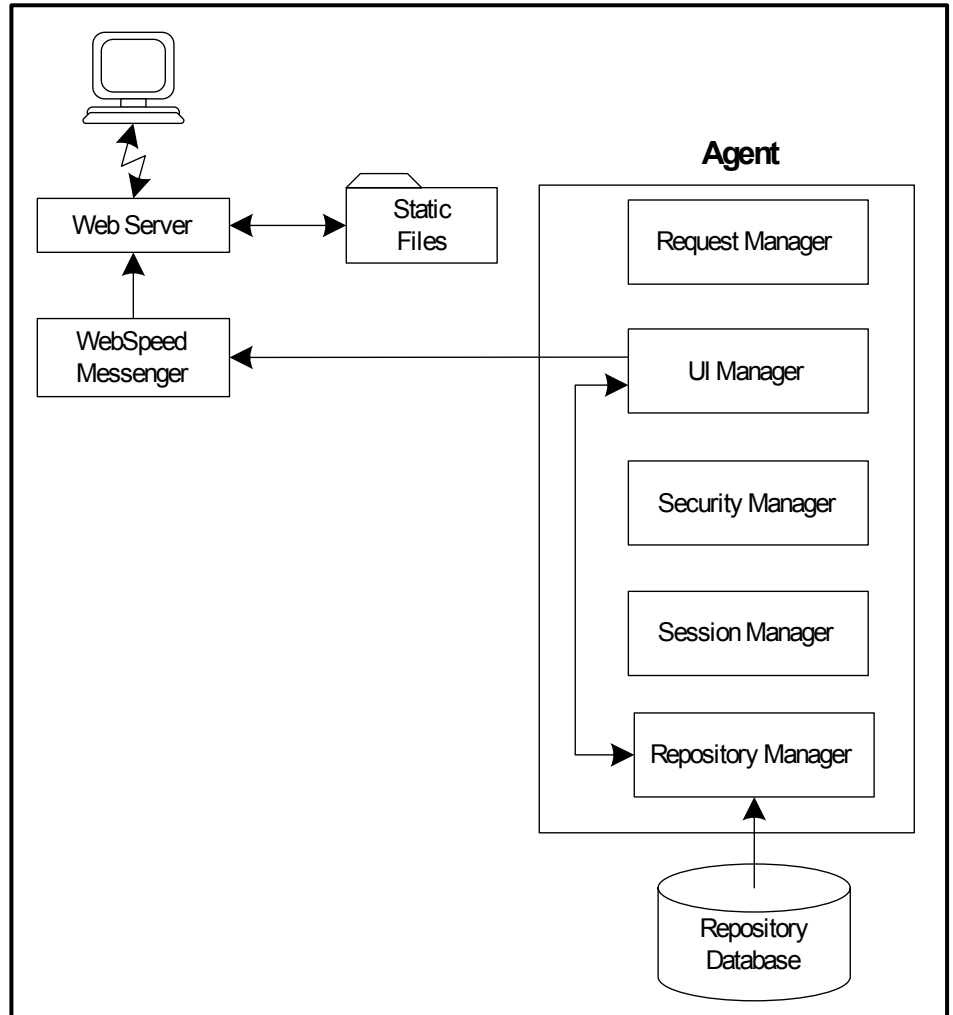 Agent
Web Server
Static
Files
Request Manager
WebSpeed
Messenger
UI Manager
Security Manager
Session Manager
Repository Manager
Repository
Database